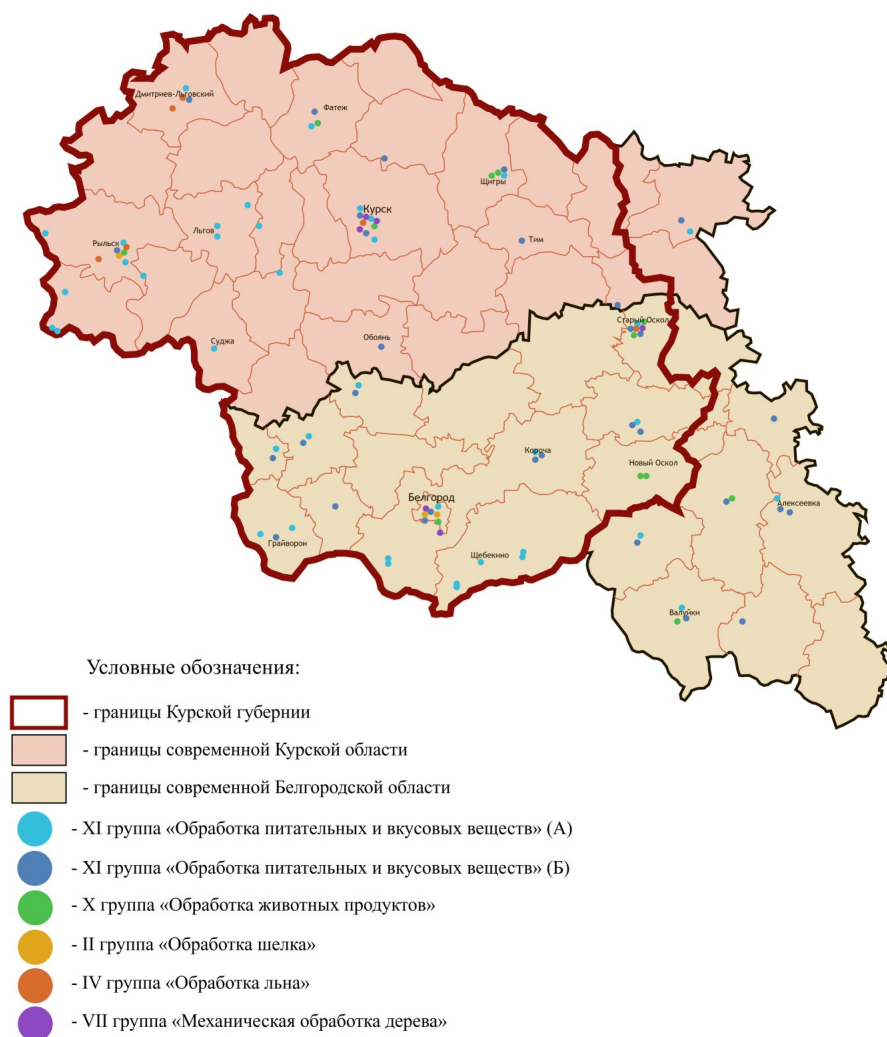 Дмитриев-Льговский
Фатеж
Щигры
Курск
Льгов
Рыльск
Тим
Старый Оскол
Обоянь
Суджа
Короча
Новый Оскол
Белгород
Алексеевка
Грайворон
Щебекино
Валуйки
Условные обозначения:
- границы Курской губернии
- границы современной Курской области
- границы современной Белгородской области
- XI группа «Обработка питательных и вкусовых веществ» (А)
- XI группа «Обработка питательных и вкусовых веществ» (Б)
- X группа «Обработка животных продуктов»
- II группа «Обработка шелка»
- IV группа «Обработка льна»
- VII группа «Механическая обработка дерева»